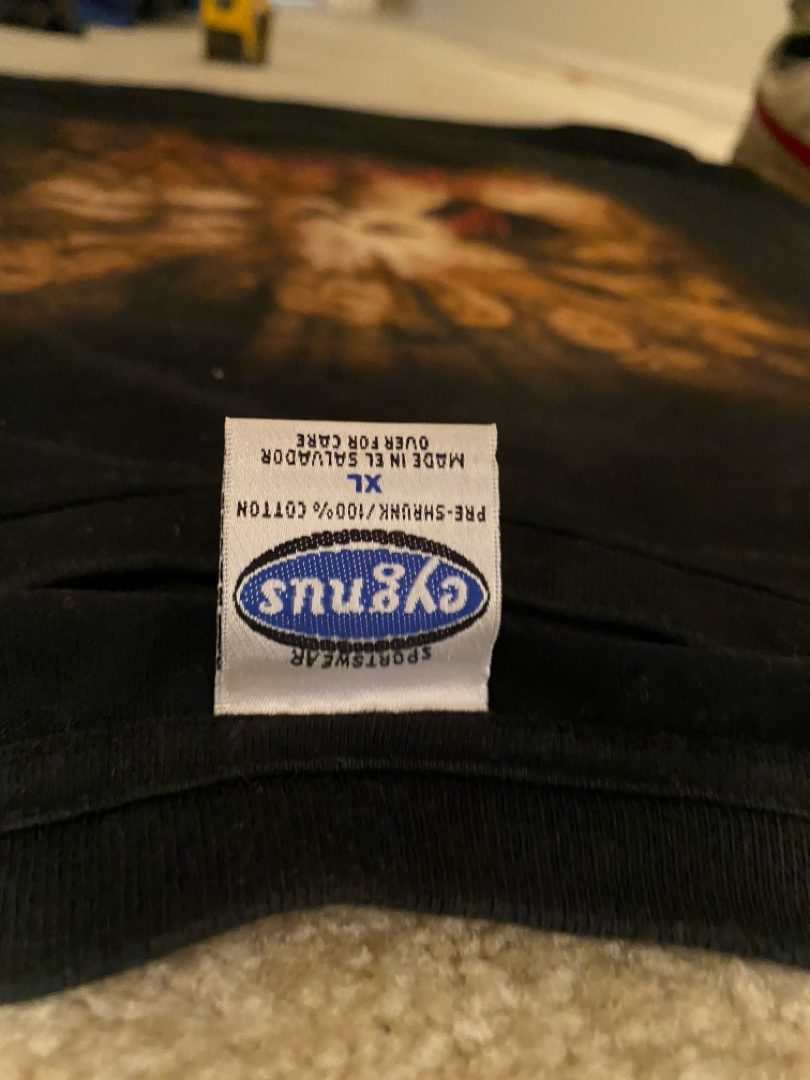 SPORTSWEAR
cygnus
PRE-SHRUNK/100% COTTON
XL
MADE IN EL SALVADOR
OVER FOR CARE